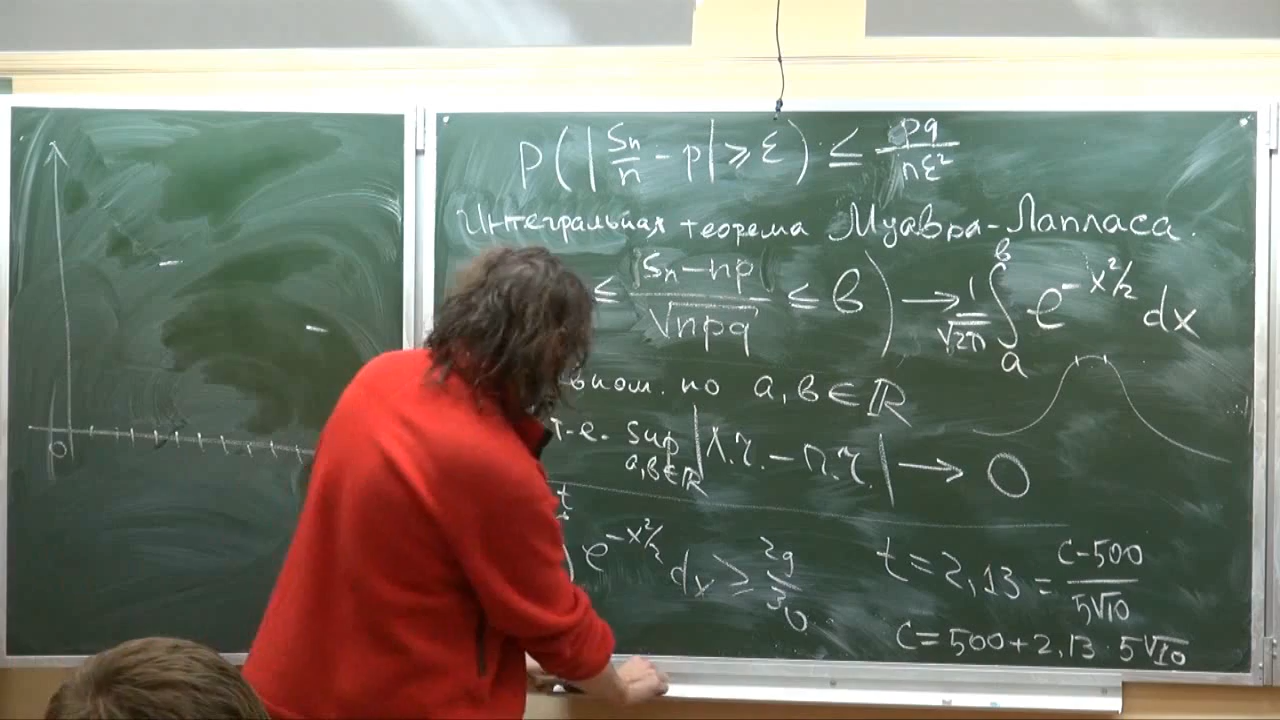 0
P(|Sₙ/n - p| ⩾ ε) ≤ pq/nε²
Интегральная теорема Муавра-Лапласа.
≤ (Sₙ-np)/√npq ≤ в) → 1/√2π ∫ₐᵇ e^(-x²/2) dx
по a, в ∈ ℝ
т.е. sup a,в∈ℝ |Л.Ч. - П.Ч.| → 0
t
e^(-x²/2) dx ≥ 29/30
t = 2,13 = (C-500)/5√10
C = 500 + 2,13 · 5√10